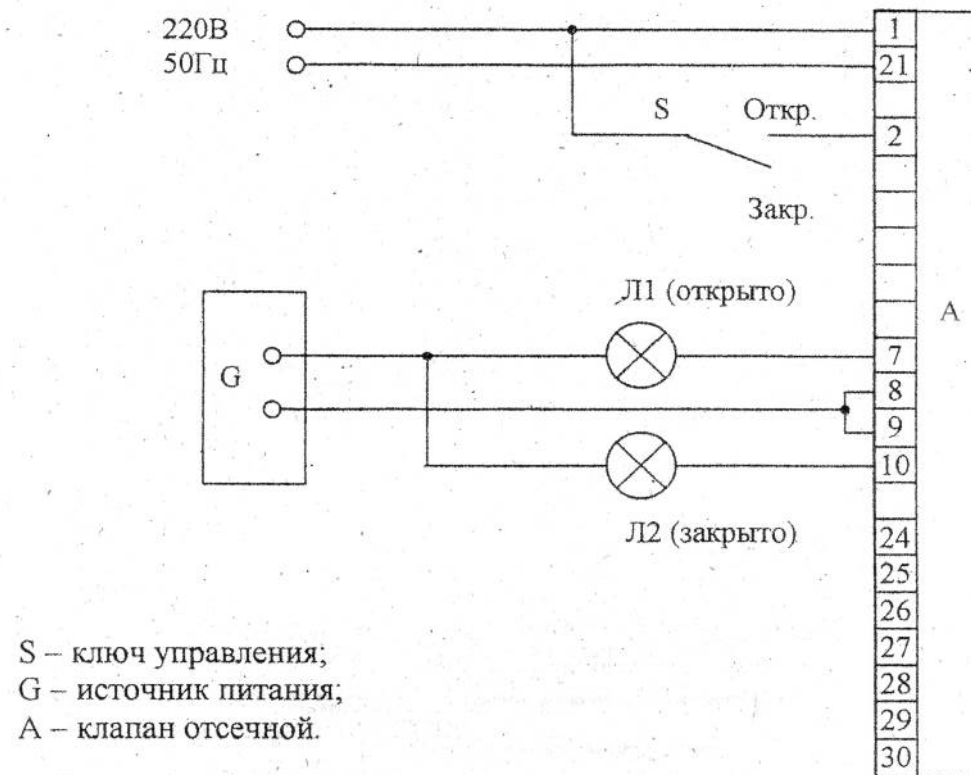 220В
50Гц
1
21
S
Откр.
2
Закр.
Л1 (открыто)
А
7
G
8
9
10
Л2 (закрыто)
24
25
26
27
28
29
30
S – ключ управления;
G – источник питания;
А – клапан отсечной.